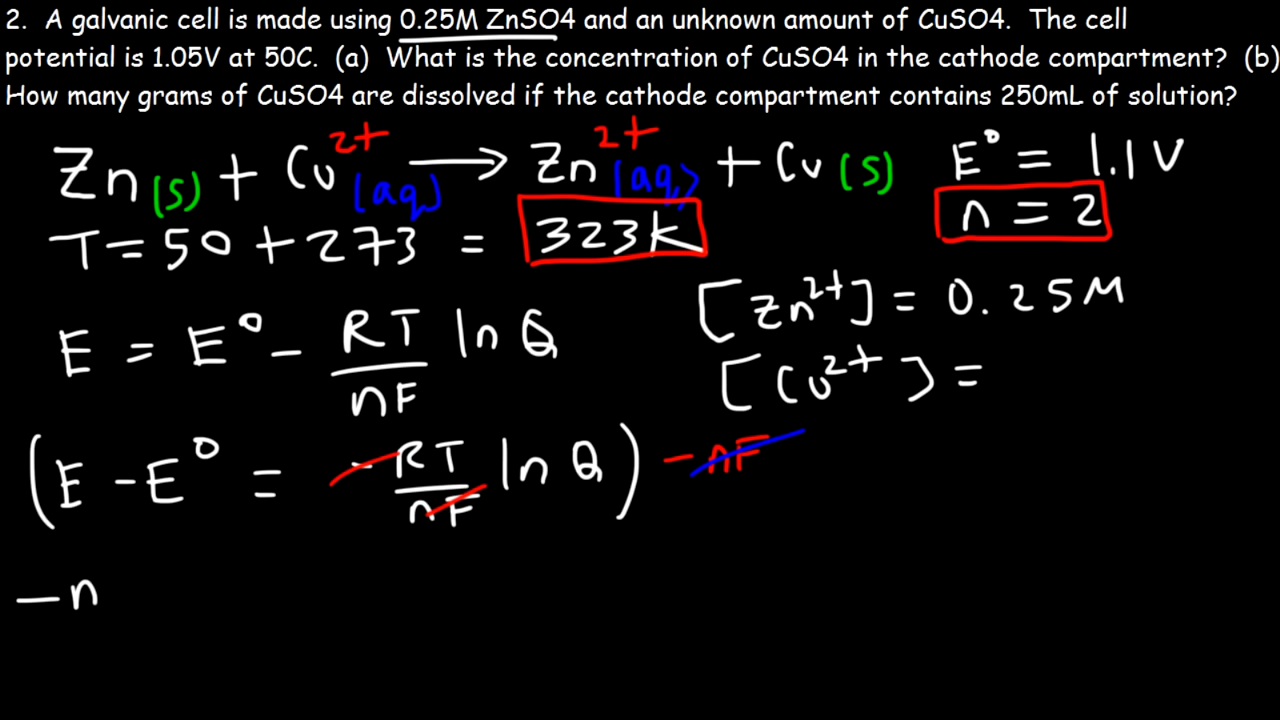 2. A galvanic cell is made using 0.25M ZnSO4 and an unknown amount of CuSO4. The cell
potential is 1.05V at 50C. (a) What is the concentration of CuSO4 in the cathode compartment? (b)
How many grams of CuSO4 are dissolved if the cathode compartment contains 250mL of solution?
Zn(s) + Cu²⁺(aq) → Zn²⁺(aq) + Cu(s) E° = 1.1V
n = 2
T = 50 + 273 = 323K
[Zn²⁺] = 0.25M
E = E° - RT/nF ln Q
[Cu²⁺] =
(E - E° = -RT/nF ln Q) -nF
-n